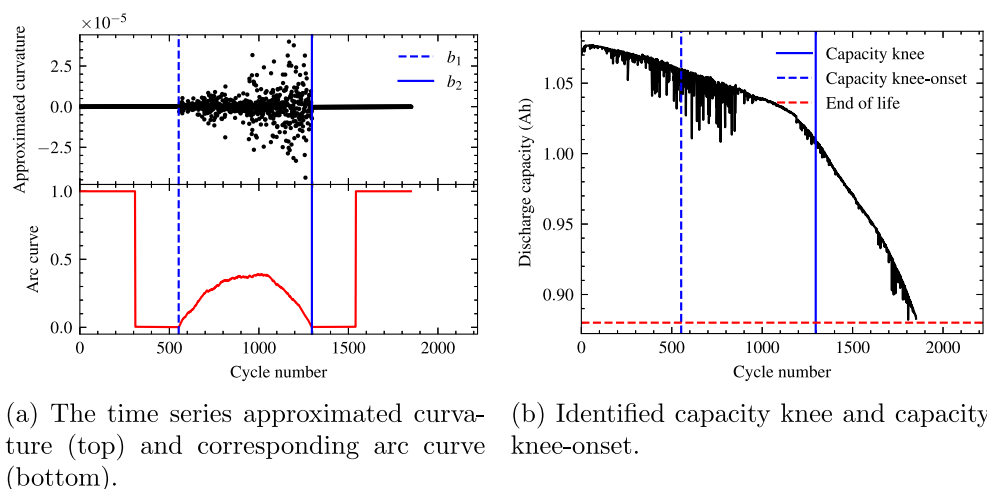 ×10⁻⁵
5.0
2.5
0.0
−2.5
Approximated curvature
b₁
b₂
1.0
0.5
0.0
Arc curve
0 500 1000 1500 2000
Cycle number
(a) The time series approximated curva-
ture (top) and corresponding arc curve
(bottom).
1.05
1.00
0.95
0.90
Discharge capacity (Ah)
Capacity knee
Capacity knee-onset
End of life
0 500 1000 1500 2000
Cycle number
(b) Identified capacity knee and capacity
knee-onset.